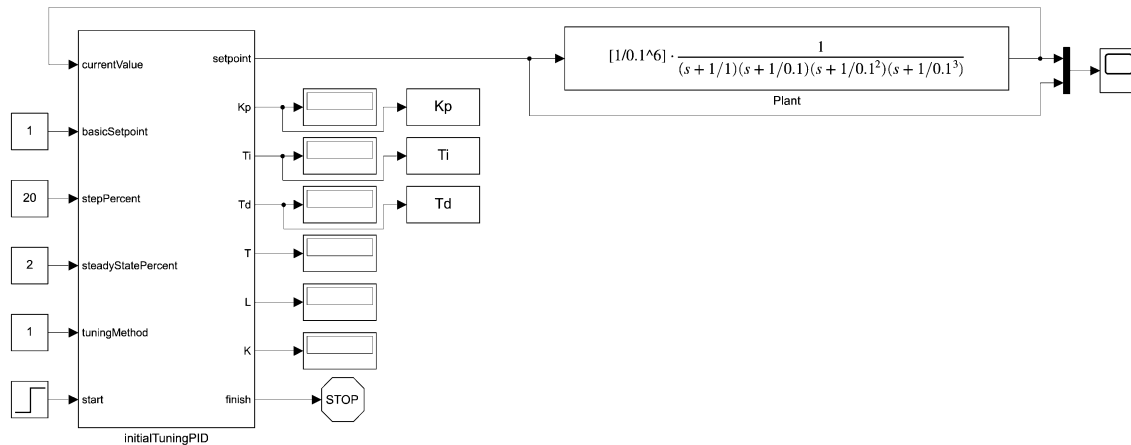 currentValue
setpoint
[1/0.1^6] · 1 / (s + 1/1)(s + 1/0.1)(s + 1/0.1²)(s + 1/0.1³)
Plant
Kp
Kp
1
basicSetpoint
Ti
Ti
20
stepPercent
Td
Td
2
steadyStatePercent
T
L
1
tuningMethod
K
start
finish
STOP
initialTuningPID